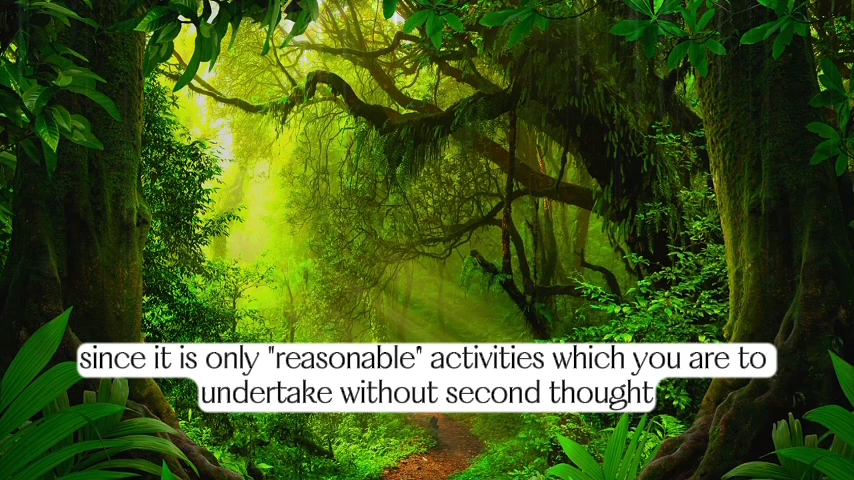 since it is only "reasonable" activities which you are to
undertake without second thought